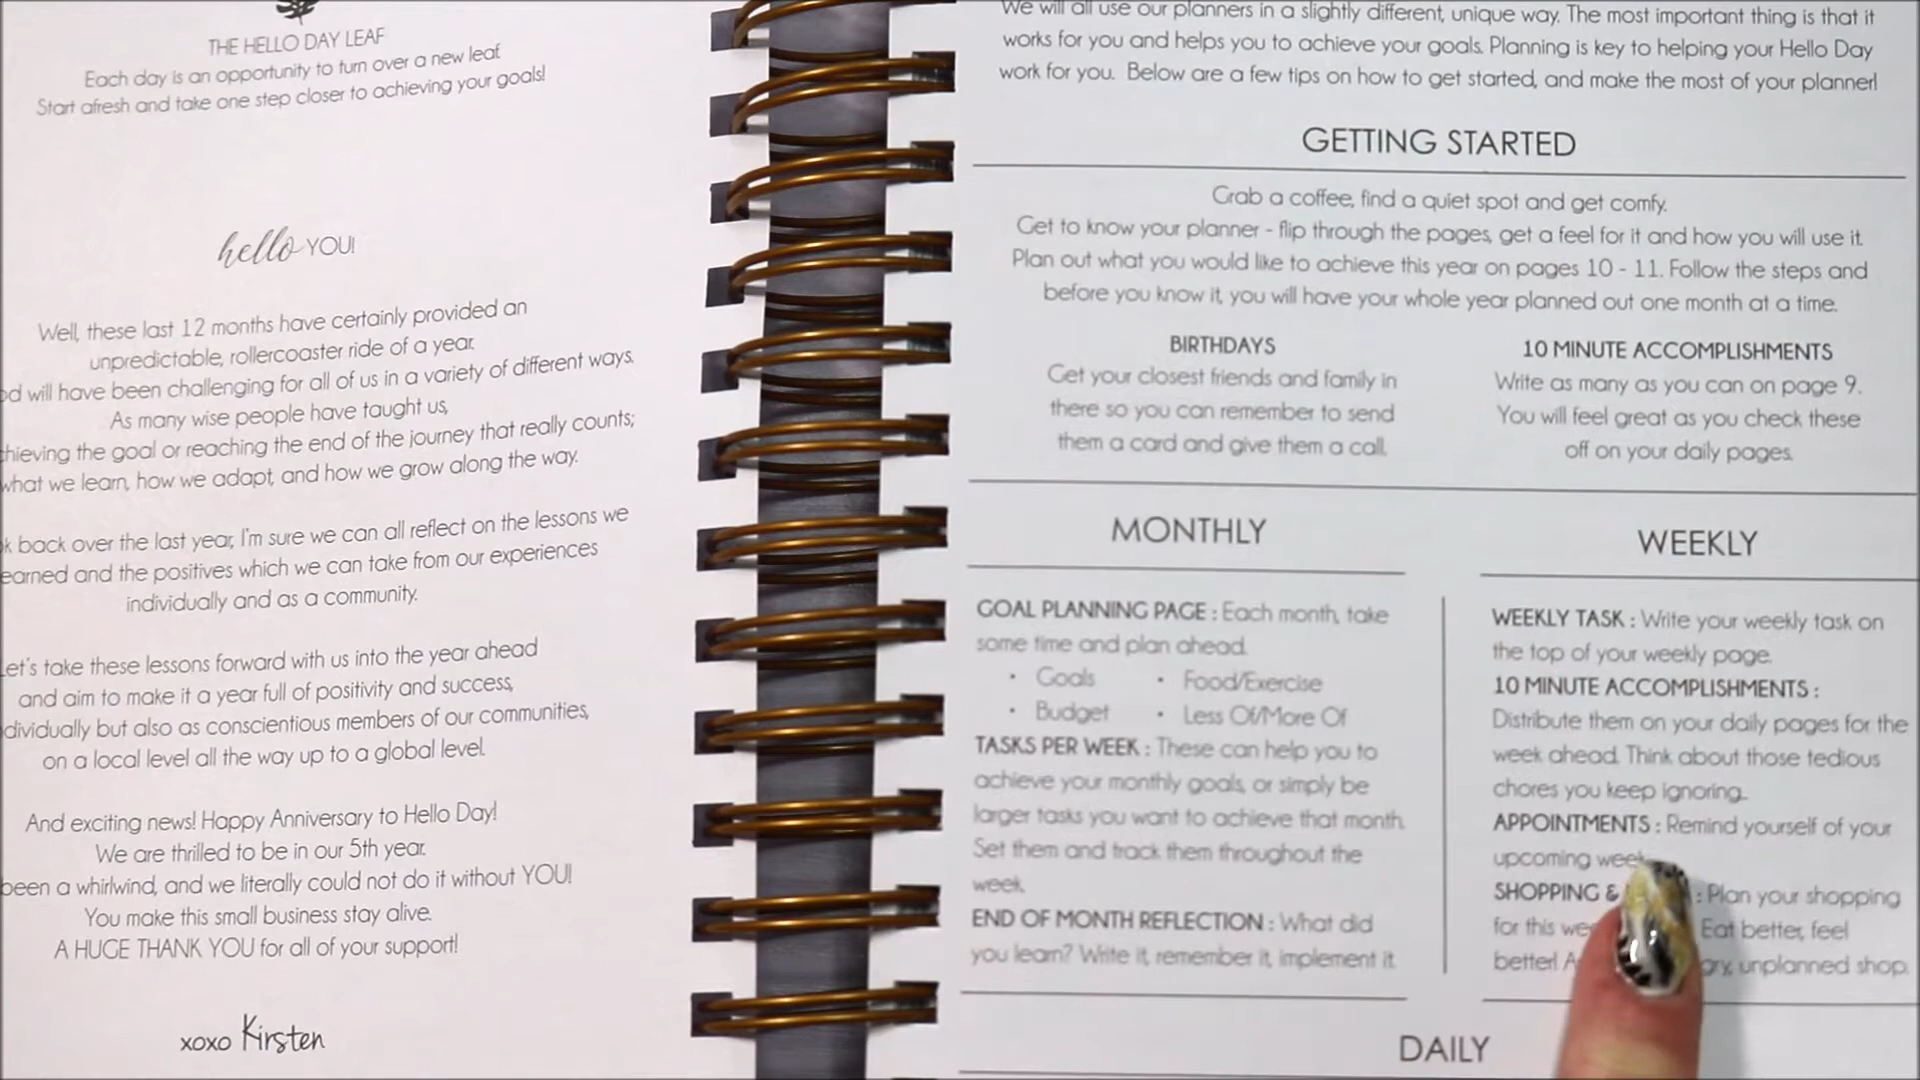 THE HELLO DAY LEAF
Each day is an opportunity to turn over a new leaf.
Start afresh and take one step closer to achieving your goals!
hello YOU!
Well, these last 12 months have certainly provided an
unpredictable, rollercoaster ride of a year.
will have been challenging for all of us in a variety of different ways.
As many wise people have taught us,
achieving the goal or reaching the end of the journey that really counts;
what we learn, how we adapt, and how we grow along the way.
back over the last year, I'm sure we can all reflect on the lessons we
learned and the positives which we can take from our experiences
individually and as a community.
Let's take these lessons forward with us into the year ahead
and aim to make it a year full of positivity and success,
individually but also as conscientious members of our communities,
on a local level all the way up to a global level.
And exciting news! Happy Anniversary to Hello Day!
We are thrilled to be in our 5th year.
been a whirlwind, and we literally could not do it without YOU!
You make this small business stay alive.
A HUGE THANK YOU for all of your support!
xoxo Kirsten
We will all use our planners in a slightly different, unique way. The most important thing is that it
works for you and helps you to achieve your goals. Planning is key to helping your Hello Day
work for you. Below are a few tips on how to get started, and make the most of your planner!
GETTING STARTED
Grab a coffee, find a quiet spot and get comfy.
Get to know your planner - flip through the pages, get a feel for it and how you will use it.
Plan out what you would like to achieve this year on pages 10 - 11. Follow the steps and
before you know it, you will have your whole year planned out one month at a time.
BIRTHDAYS
Get your closest friends and family in
there so you can remember to send
them a card and give them a call.
10 MINUTE ACCOMPLISHMENTS
Write as many as you can on page 9.
You will feel great as you check these
off on your daily pages.
MONTHLY
GOAL PLANNING PAGE : Each month, take
some time and plan ahead.
• Goals • Food/Exercise
• Budget • Less Of/More Of
TASKS PER WEEK : These can help you to
achieve your monthly goals, or simply be
larger tasks you want to achieve that month.
Set them and track them throughout the
week.
END OF MONTH REFLECTION : What did
you learn? Write it, remember it, implement it.
WEEKLY
WEEKLY TASK : Write your weekly task on
the top of your weekly page.
10 MINUTE ACCOMPLISHMENTS :
Distribute them on your daily pages for the
week ahead. Think about those tedious
chores you keep ignoring..
APPOINTMENTS : Remind yourself of your
upcoming week.
SHOPPING & : Plan your shopping
for this Eat better, feel
better! unplanned shop.
DAILY